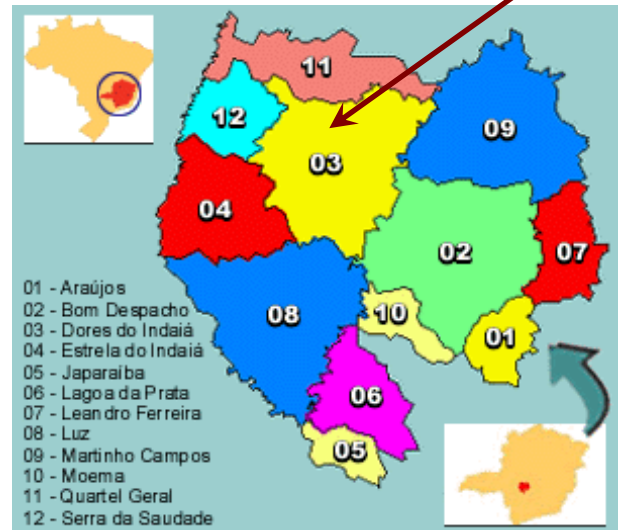 11
12
09
03
04
02
07
10
08
01
06
05
01 - Araújos
02 - Bom Despacho
03 - Dores do Indaiá
04 - Estrela do Indaiá
05 - Japaraíba
06 - Lagoa da Prata
07 - Leandro Ferreira
08 - Luz
09 - Martinho Campos
10 - Moema
11 - Quartel Geral
12 - Serra da Saudade